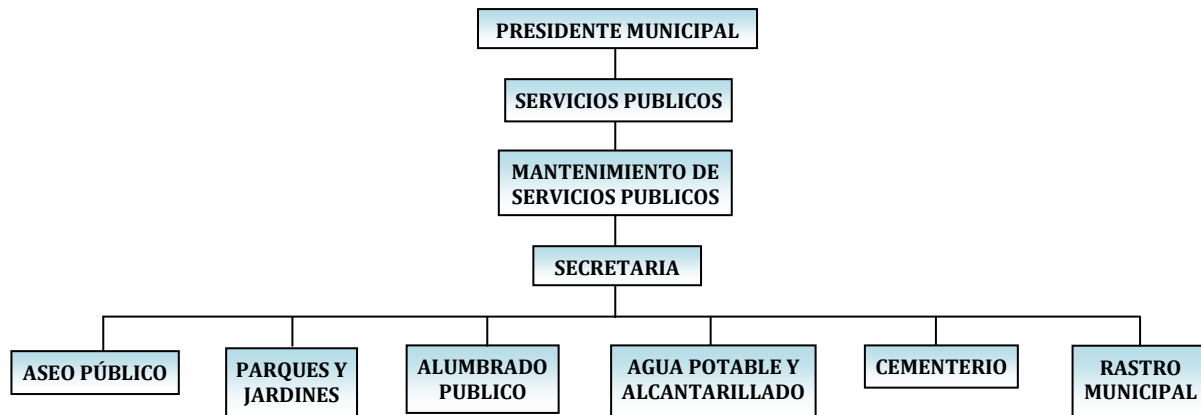 PRESIDENTE MUNICIPAL
SERVICIOS PUBLICOS
MANTENIMIENTO DE
SERVICIOS PUBLICOS
SECRETARIA
ASEO PÚBLICO
PARQUES Y
JARDINES
ALUMBRADO
PUBLICO
AGUA POTABLE Y
ALCANTARILLADO
CEMENTERIO
RASTRO
MUNICIPAL